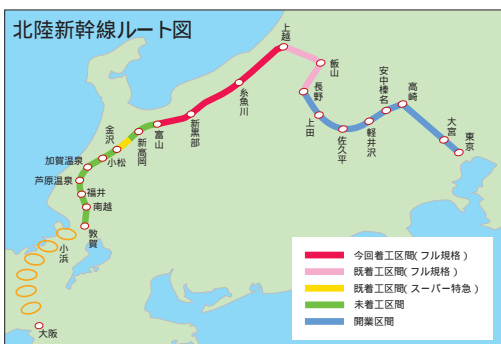 北陸新幹線ルート図
上越
飯山
長野
上田
佐久平
軽井沢
安中榛名
高崎
大宮
東京
糸魚川
新黒部
富山
新高岡
金沢
小松
加賀温泉
芦原温泉
福井
南越
敦賀
小浜
大阪
今回着工区間(フル規格)
既着工区間(フル規格)
既着工区間(スーパー特急)
未着工区間
開業区間